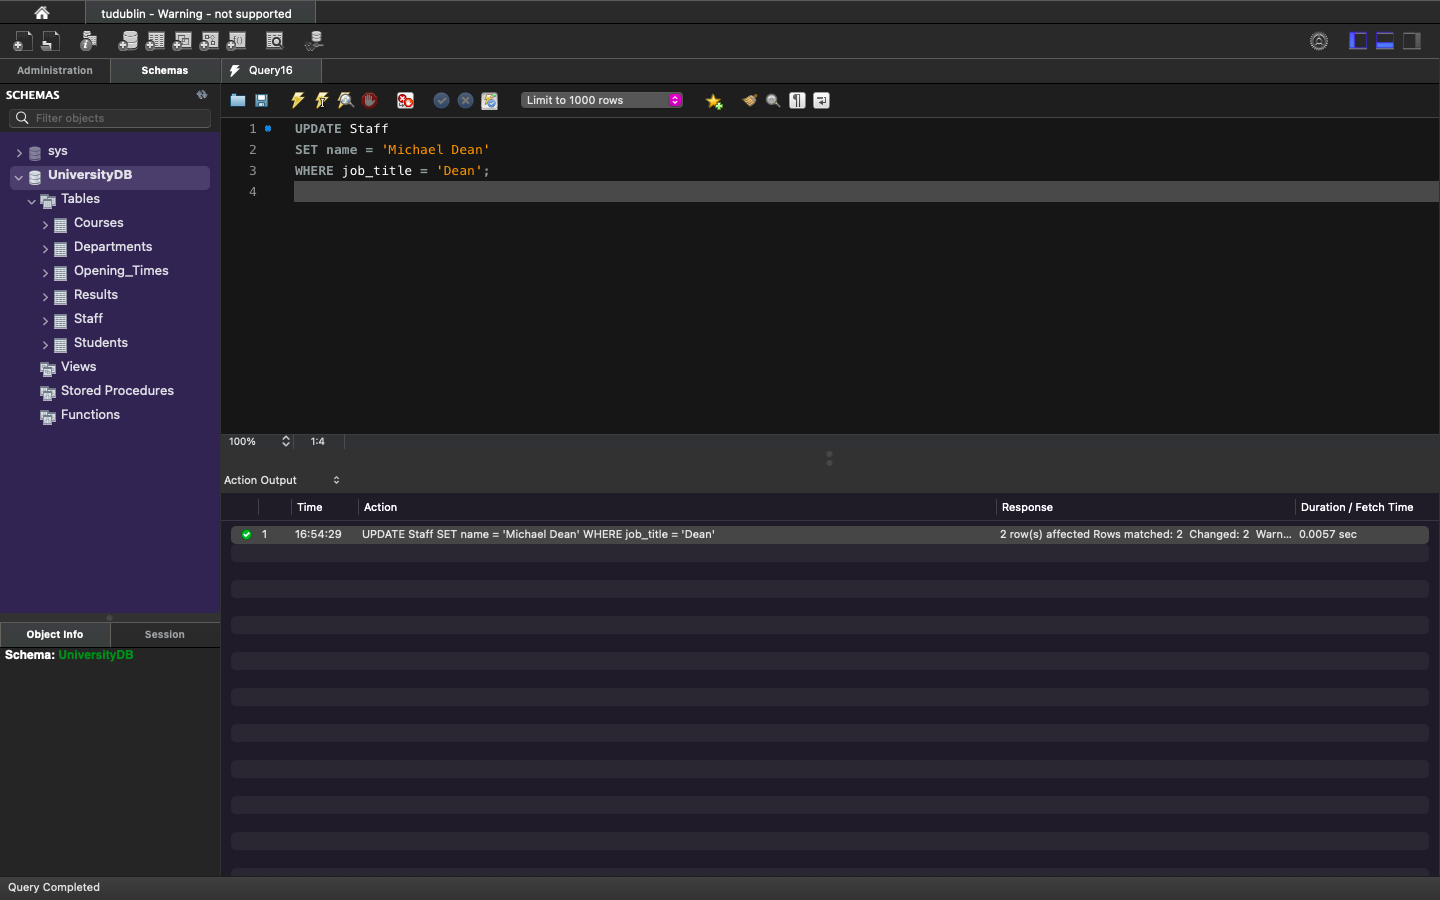 tudublin - Warning - not supported
Administration
Schemas
Query16
SCHEMAS
Filter objects
Limit to 1000 rows
sys
UniversityDB
Tables
Courses
Departments
Opening_Times
Results
Staff
Students
Views
Stored Procedures
Functions
1 UPDATE Staff
2 SET name = 'Michael Dean'
3 WHERE job_title = 'Dean';
4
100% 1:4
Action Output
Time Action Response Duration / Fetch Time
1 16:54:29 UPDATE Staff SET name = 'Michael Dean' WHERE job_title = 'Dean' 2 row(s) affected Rows matched: 2 Changed: 2 Warn... 0.0057 sec
Object Info Session
Schema: UniversityDB
Query Completed